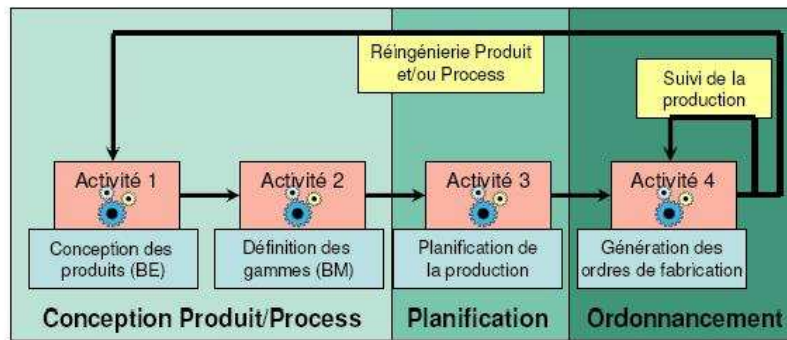 Réingénierie Produit
et/ou Process
Suivi de la
production
Activité 1
Activité 2
Activité 3
Activité 4
Conception des
produits (BE)
Définition des
gammes (BM)
Planification de
la production
Génération des
ordres de fabrication
Conception Produit/Process
Planification
Ordonnancement